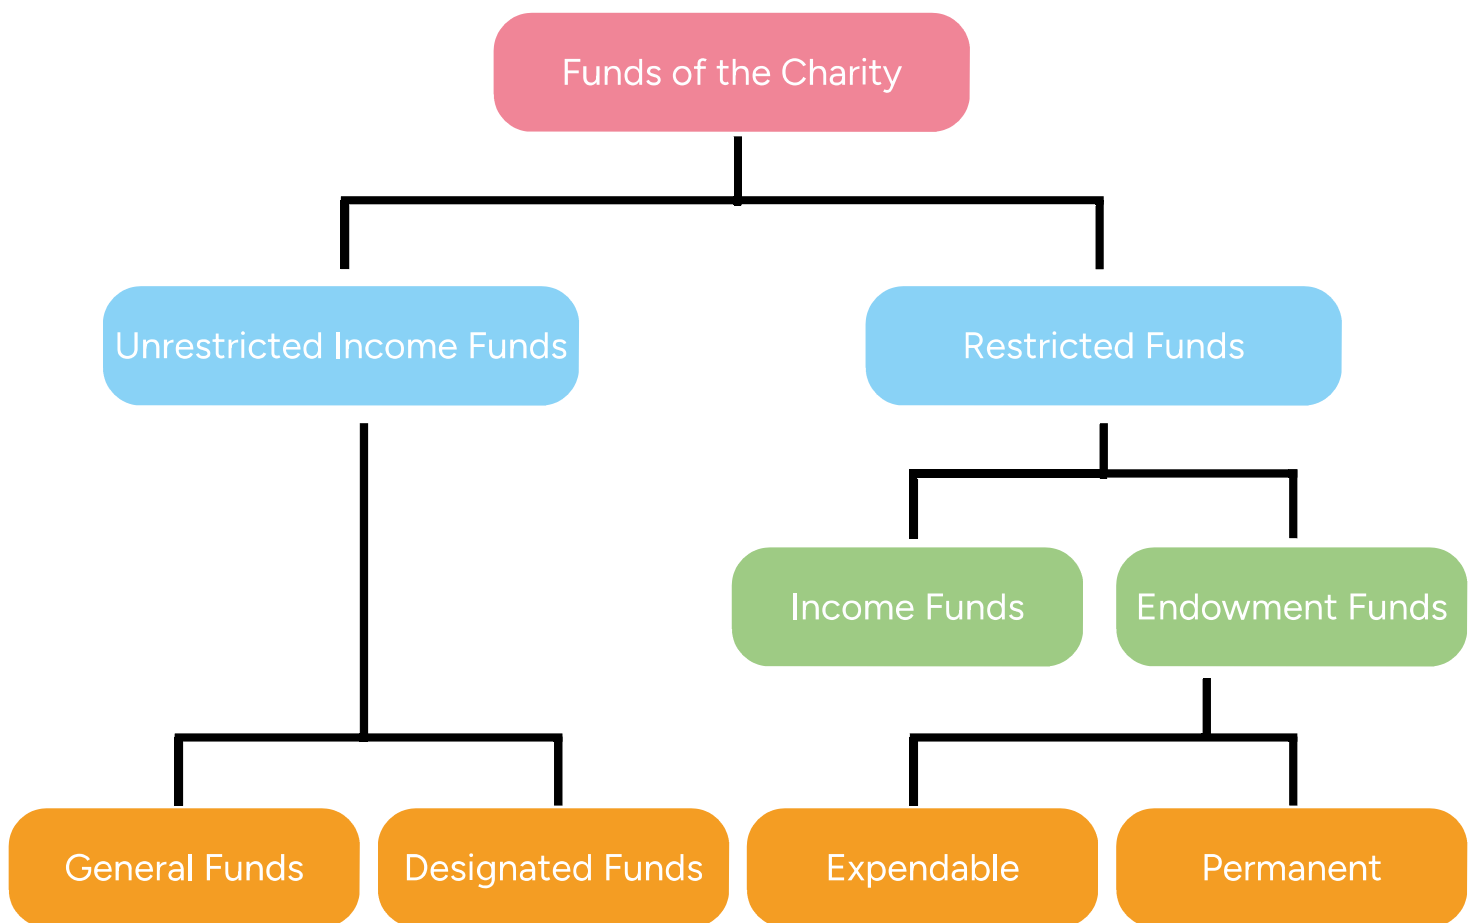 Funds of the Charity
Unrestricted Income Funds
Restricted Funds
Income Funds
Endowment Funds
General Funds
Designated Funds
Expendable
Permanent